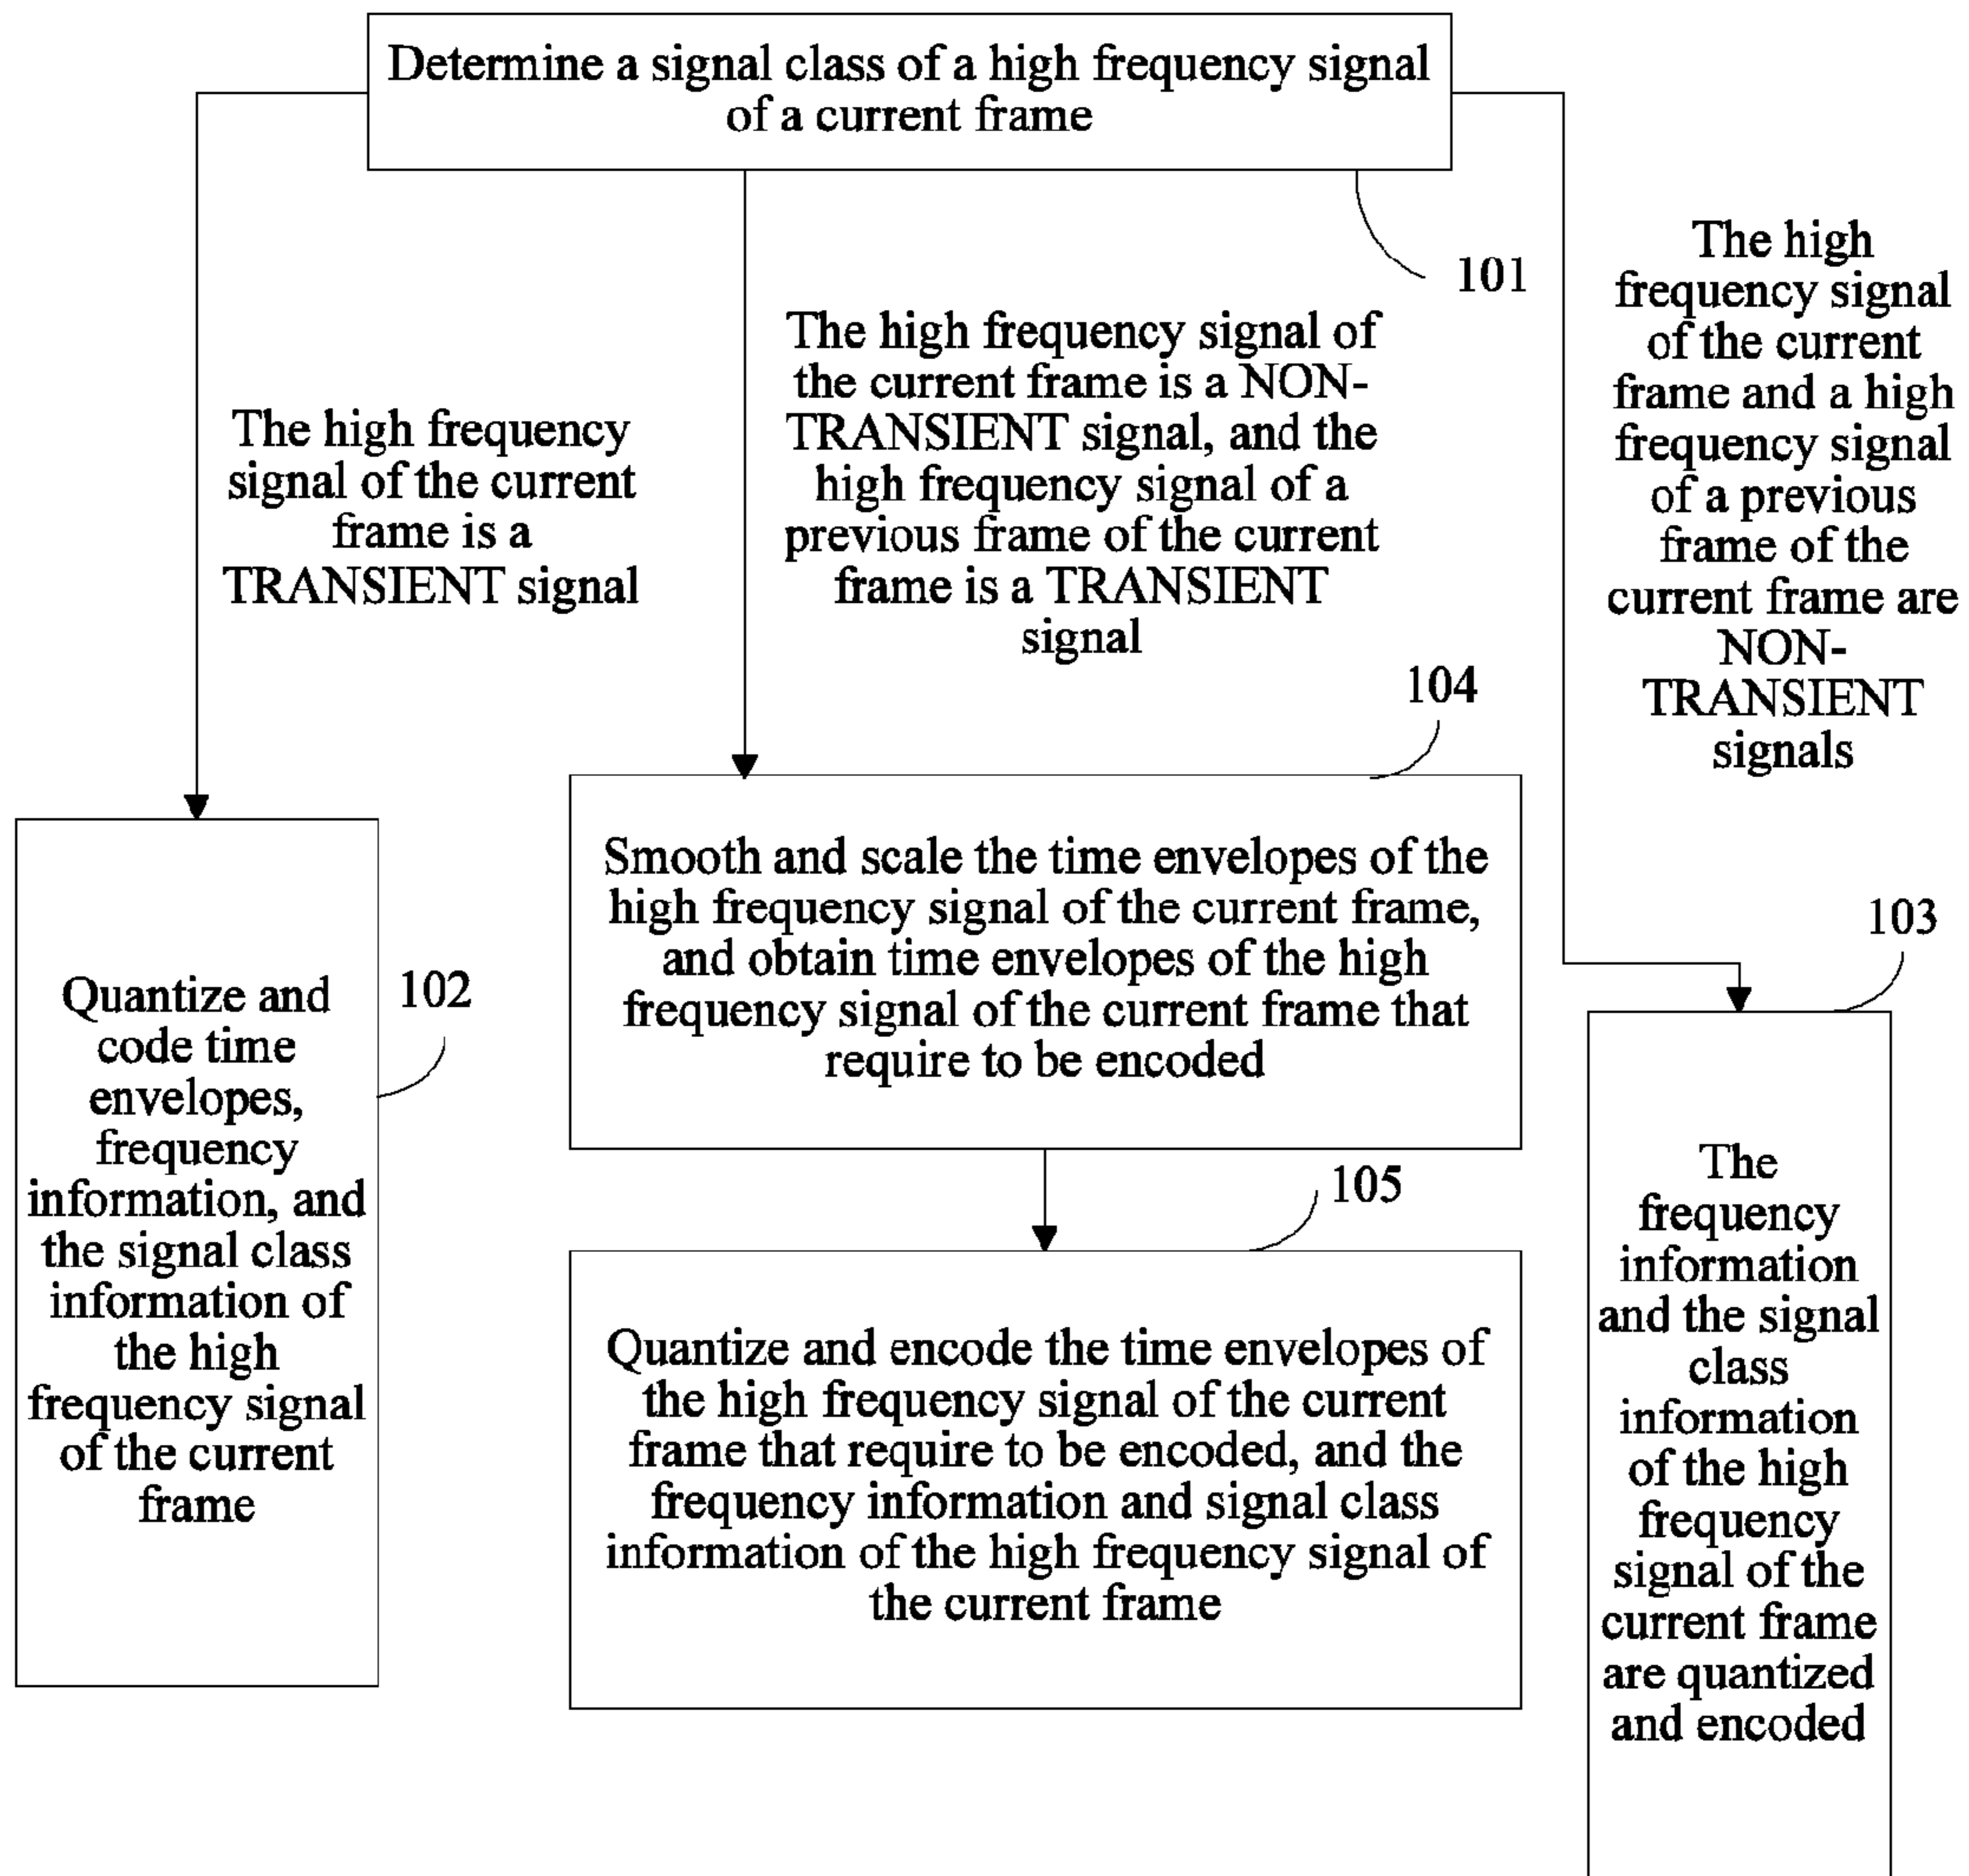 Determine a signal class of a high frequency signal
of a current frame
101
The high frequency
signal of the current
frame is a
TRANSIENT signal
The high frequency signal of
the current frame is a NON-
TRANSIENT signal, and the
high frequency signal of a
previous frame of the current
frame is a TRANSIENT
signal
The high
frequency signal
of the current
frame and a high
frequency signal
of a previous
frame of the
current frame are
NON-
TRANSIENT
signals
102
Quantize and
code time
envelopes,
frequency
information, and
the signal class
information of
the high
frequency signal
of the current
frame
104
Smooth and scale the time envelopes of the
high frequency signal of the current frame,
and obtain time envelopes of the high
frequency signal of the current frame that
require to be encoded
105
Quantize and encode the time envelopes of
the high frequency signal of the current
frame that require to be encoded, and the
frequency information and signal class
information of the high frequency signal of
the current frame
103
The
frequency
information
and the signal
class
information
of the high
frequency
signal of the
current frame
are quantized
and encoded